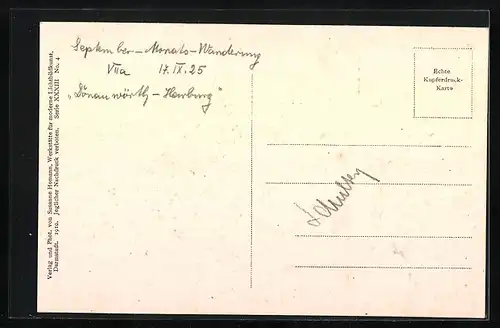 September-Monats-Wanderung
VIIa 17.IX.25
"Donauwörth-Harburg"
Echte
Kupferdruck-
Karte
Verlag und Phot. von Susanne Homann, Werkstätte für moderne Lichtbildkunst,
Darmstadt. 1910. Jeglicher Nachdruck verboten. Serie XXXIII No. 4